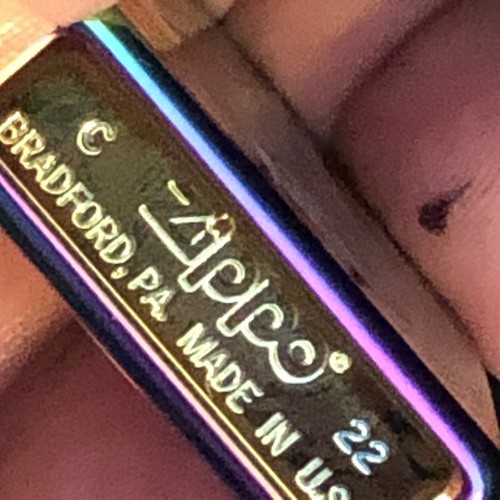 C Zippo® 22
BRADFORD, PA. MADE IN U.S